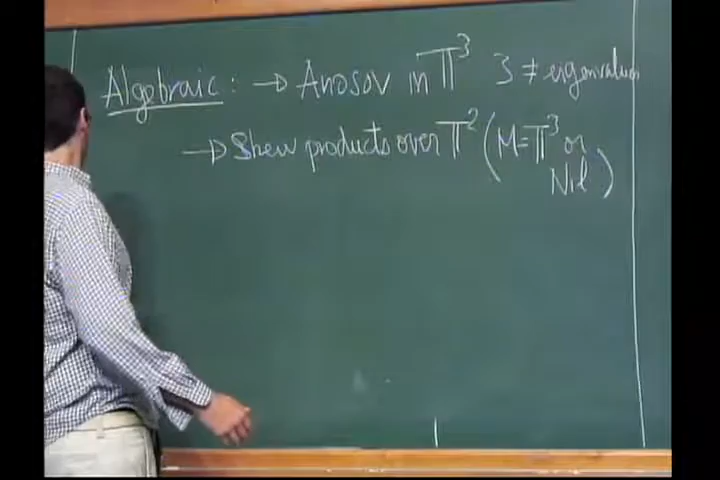 Algebraic : → Anosov in 𝕋³ 3 ≠ eigenvalues
→ Skew products over 𝕋² ( M = 𝕋³ or
Nil )